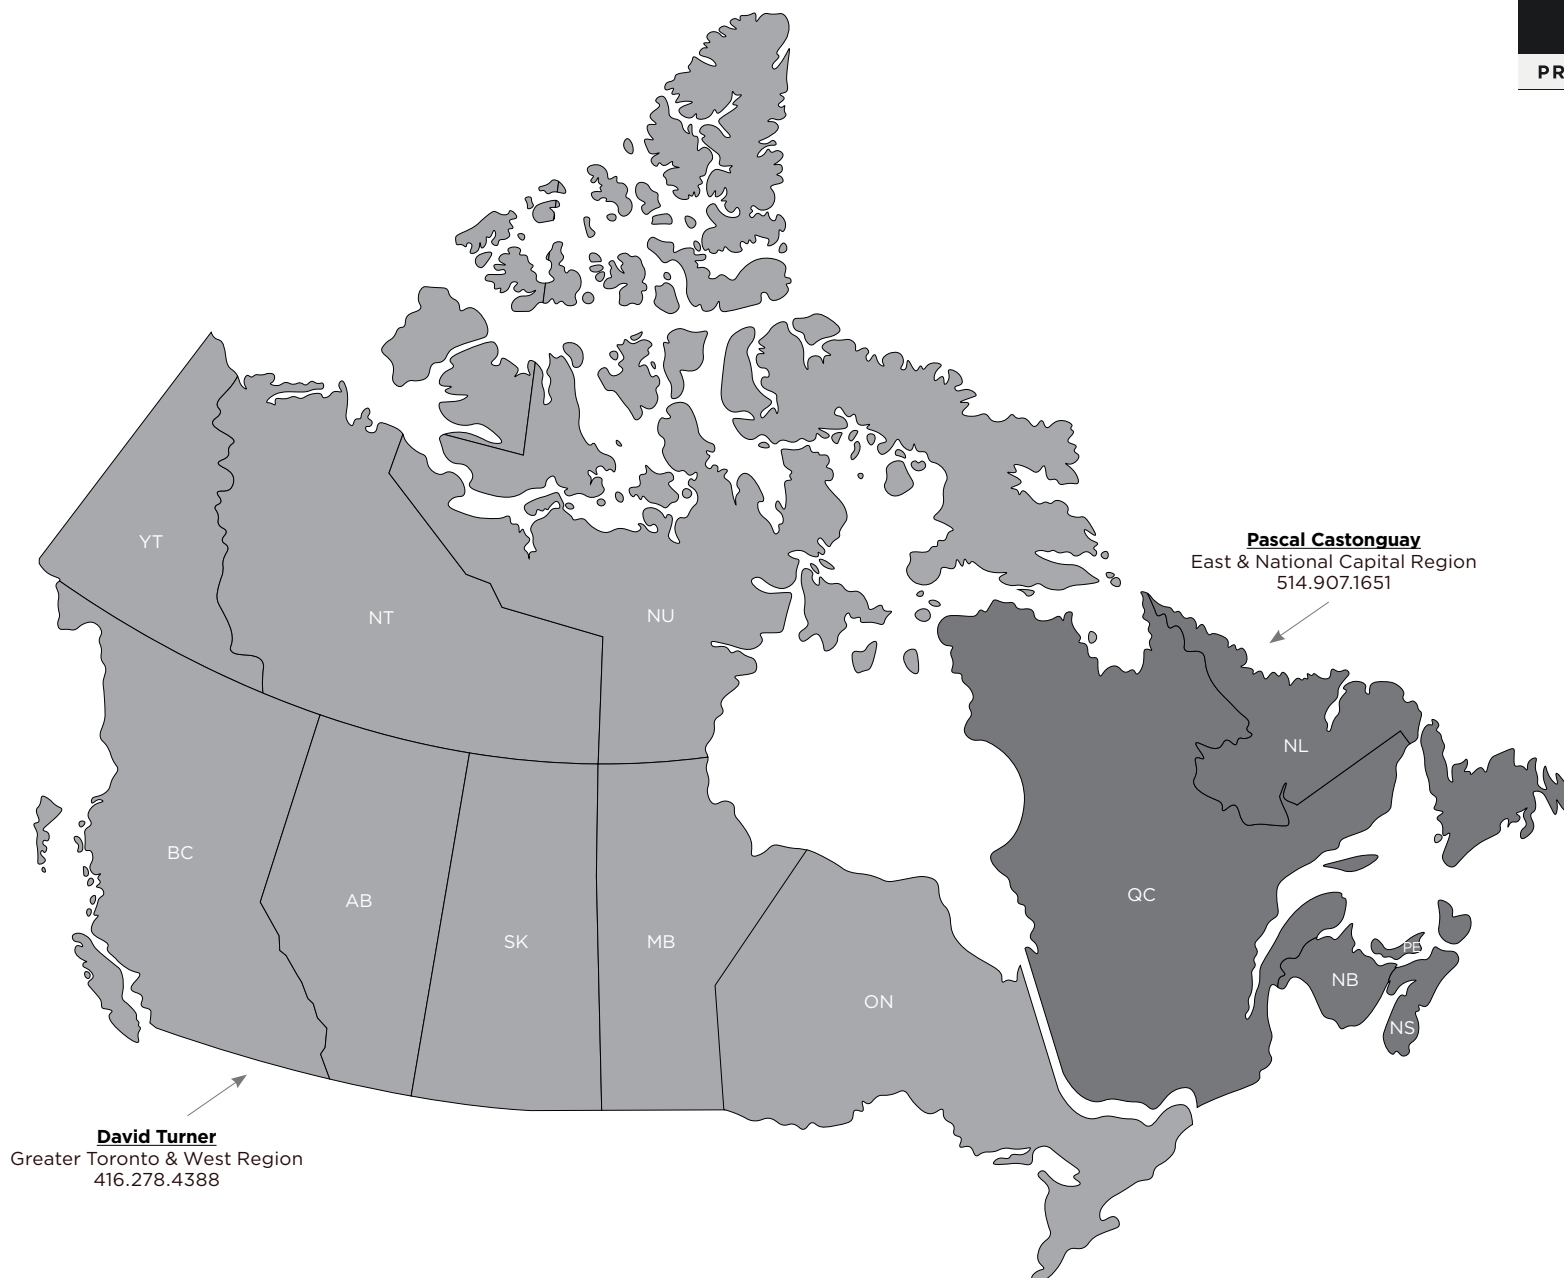 PR
YT
NT
NU
Pascal Castonguay
East & National Capital Region
514.907.1651
NL
BC
AB
SK
MB
ON
QC
PE
NB
NS
David Turner
Greater Toronto & West Region
416.278.4388